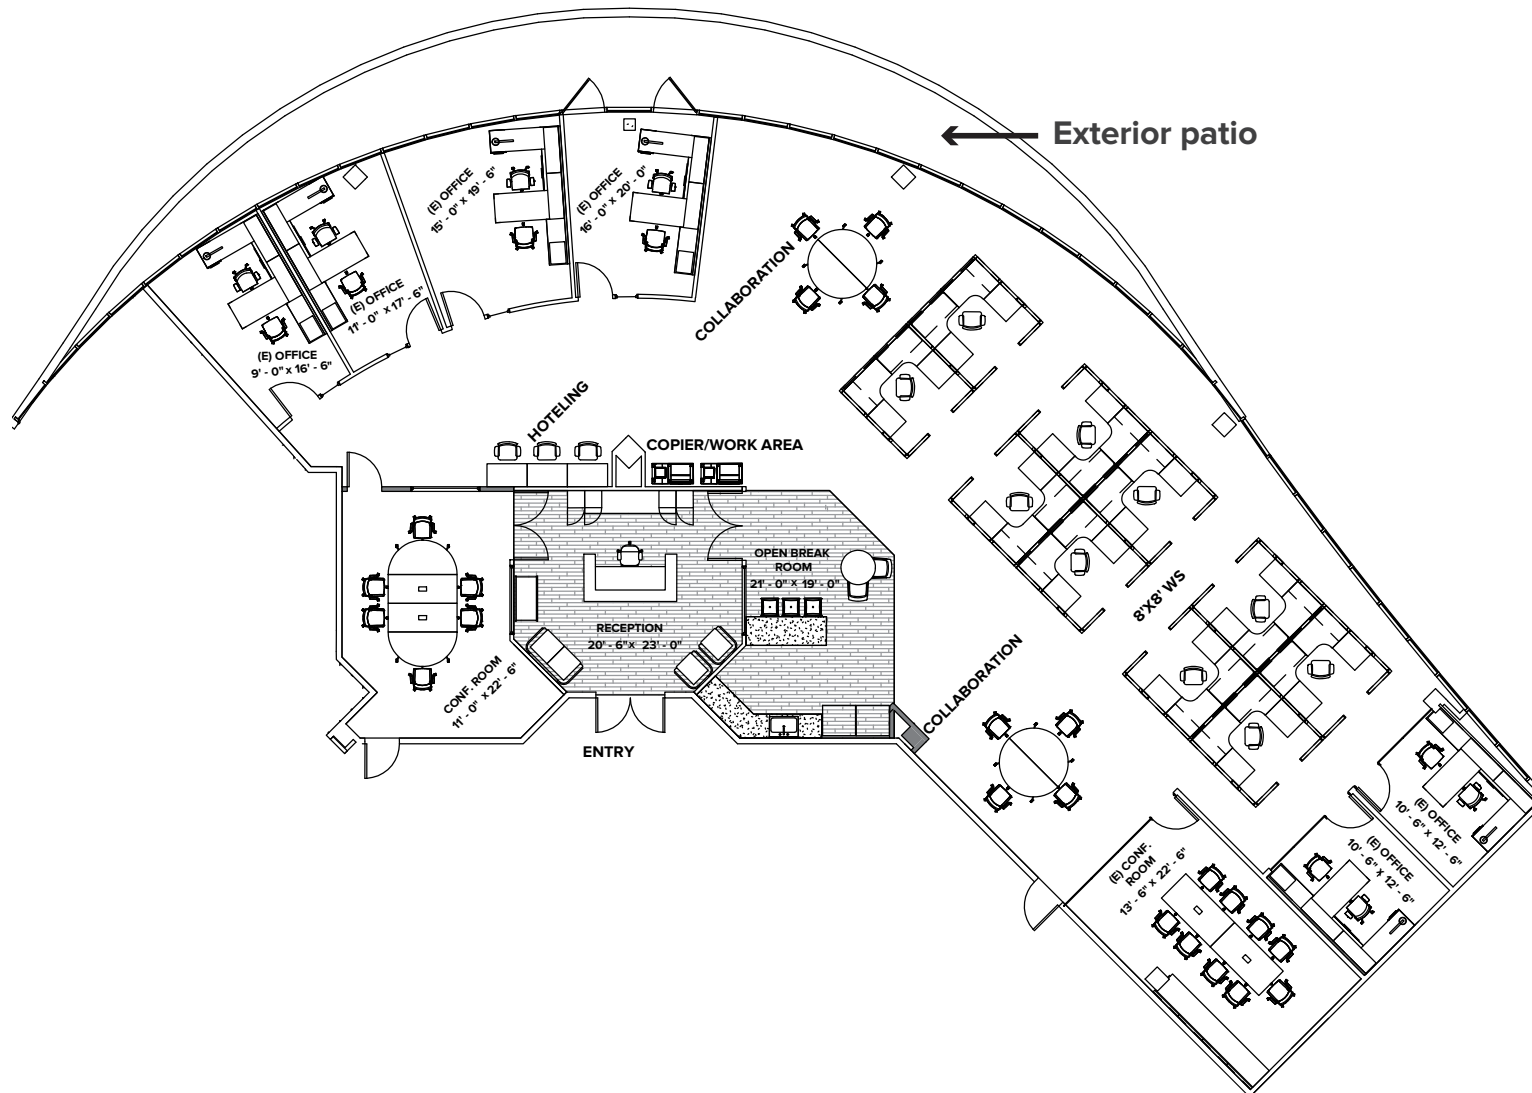 Exterior patio
(E) OFFICE
15' - 0" x 19' - 6"
(E) OFFICE
16' - 0" x 20' - 0"
(E) OFFICE
11' - 0" x 17' - 6"
(E) OFFICE
9' - 0" x 16' - 6"
COLLABORATION
HOTELING
COPIER/WORK AREA
OPEN BREAK
ROOM
21' - 0" x 19' - 0"
8'X8' WS
RECEPTION
20' - 6" x 23' - 0"
CONF. ROOM
11' - 0" x 22' - 6"
ENTRY
COLLABORATION
(E) OFFICE
10' - 6" x 12' - 6"
(E) OFFICE
10' - 6" x 12' - 6"
(E) CONF.
ROOM
13' - 6" x 22' - 6"